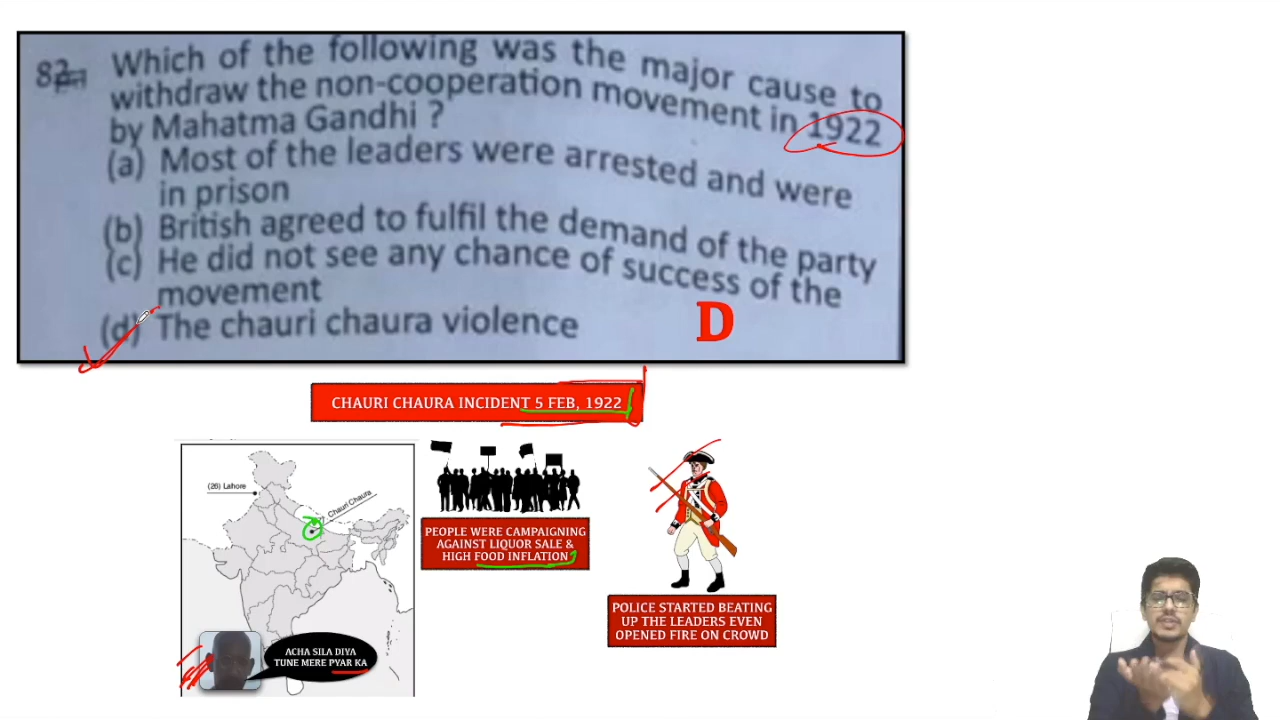 Which of the following was the major cause to
withdraw the non-cooperation movement in 1922
by Mahatma Gandhi ?
(a) Most of the leaders were arrested and were
in prison
(b) British agreed to fulfil the demand of the party
(c) He did not see any chance of success of the
movement
(d) The chauri chaura violence
D
CHAURI CHAURA INCIDENT 5 FEB, 1922
(26) Lahore
Chauri Chaura
PEOPLE WERE CAMPAIGNING
AGAINST LIQUOR SALE &
HIGH FOOD INFLATION
POLICE STARTED BEATING
UP THE LEADERS EVEN
OPENED FIRE ON CROWD
ACHA SILA DIYA
TUNE MERE PYAR KA